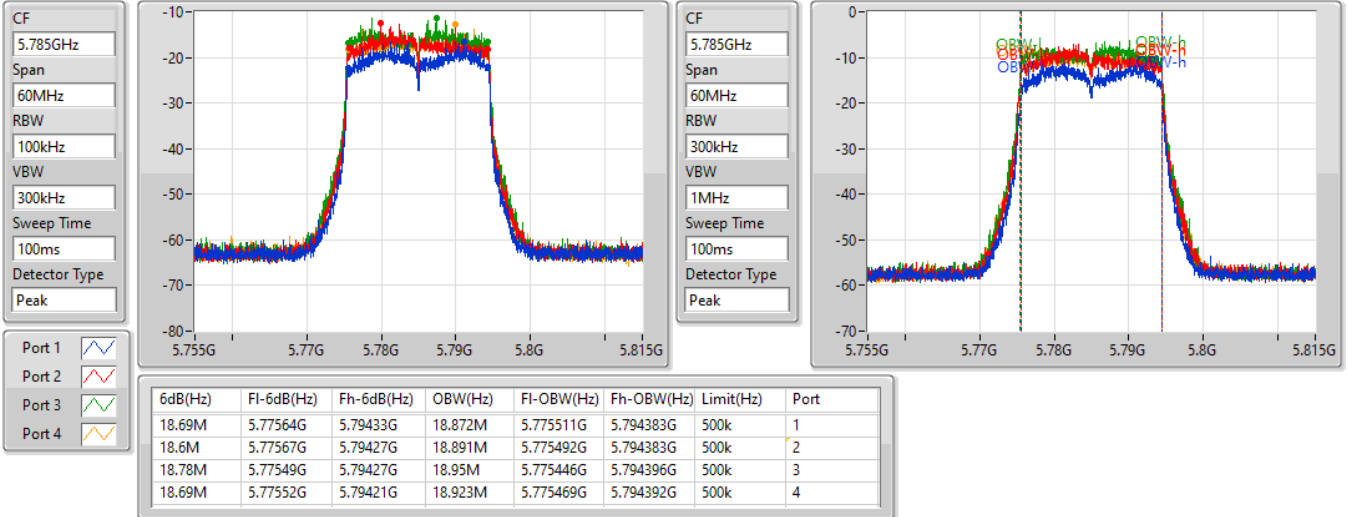 CF
5.785GHz
Span
60MHz
RBW
100kHz
VBW
300kHz
Sweep Time
100ms
Detector Type
Peak
-10
-20
-30
-40
-50
-60
-70
-80
5.755G 5.77G 5.78G 5.79G 5.8G 5.815G
CF
5.785GHz
Span
60MHz
RBW
300kHz
VBW
1MHz
Sweep Time
100ms
Detector Type
Peak
0
-10
-20
-30
-40
-50
-60
-70
OBW-h
OBW-h
OBW-h
5.755G 5.77G 5.78G 5.79G 5.8G 5.815G
Port 1
Port 2
Port 3
Port 4
6dB(Hz) Fl-6dB(Hz) Fh-6dB(Hz) OBW(Hz) Fl-OBW(Hz) Fh-OBW(Hz) Limit(Hz) Port
18.69M 5.77564G 5.79433G 18.872M 5.775511G 5.794383G 500k 1
18.6M 5.77567G 5.79427G 18.891M 5.775492G 5.794383G 500k 2
18.78M 5.77549G 5.79427G 18.95M 5.775446G 5.794396G 500k 3
18.69M 5.77552G 5.79421G 18.923M 5.775469G 5.794392G 500k 4